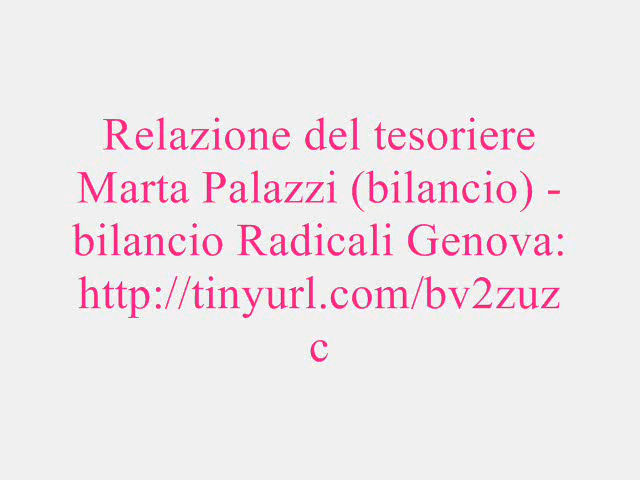 Relazione del tesoriere
Marta Palazzi (bilancio) -
bilancio Radicali Genova:
http://tinyurl.com/bv2zuz
c